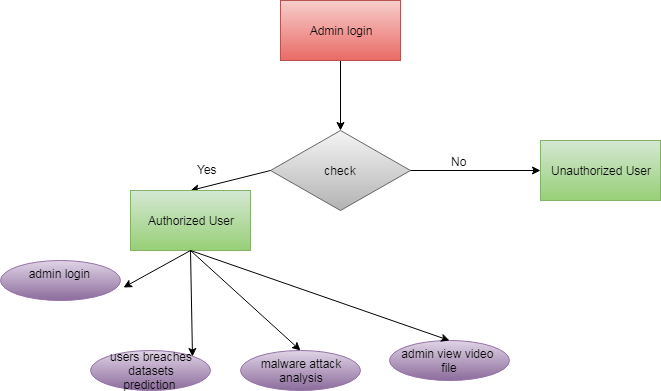 Admin login
check
Yes
No
Unauthorized User
Authorized User
admin login
users breaches
datasets
prediction
malware attack
analysis
admin view video
file